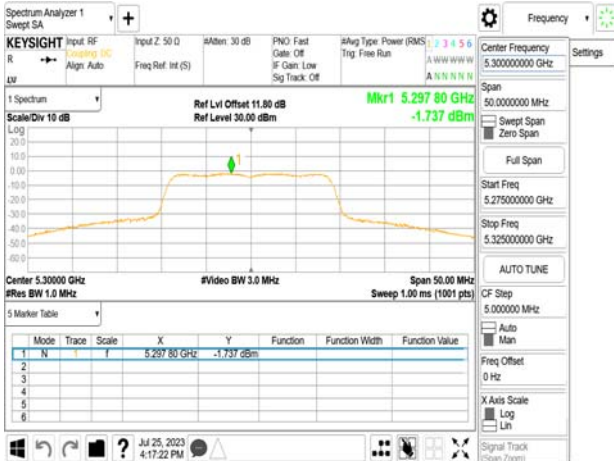 Spectrum Analyzer 1
Swept SA
Frequency
KEYSIGHT
R
LU
Input: RF
Coupling: DC
Align: Auto
Input Z: 50 Ω
Freq Ref: Int (S)
#Atten: 30 dB
PNO: Fast
Gate: Off
IF Gain: Low
Sig Track: Off
#Avg Type: Power (RMS
Trig: Free Run
1 2 3 4 5 6
A W W W W W
A N N N N N
1 Spectrum
Scale/Div 10 dB
Ref Lvl Offset 11.80 dB
Ref Level 30.00 dBm
Mkr1 5.297 80 GHz
-1.737 dBm
Log
20.0
10.0
0.00
-10.0
-20.0
-30.0
-40.0
-50.0
-60.0
1
Center 5.30000 GHz
#Res BW 1.0 MHz
#Video BW 3.0 MHz
Span 50.00 MHz
Sweep 1.00 ms (1001 pts)
5 Marker Table
Mode Trace Scale X Y Function Function Width Function Value
1 N 1 f 5.297 80 GHz -1.737 dBm
2
3
4
5
6
Jul 25, 2023
4:17:22 PM
Center Frequency
5.300000000 GHz
Settings
Span
50.0000000 MHz
Swept Span
Zero Span
Full Span
Start Freq
5.275000000 GHz
Stop Freq
5.325000000 GHz
AUTO TUNE
CF Step
5.000000 MHz
Auto
Man
Freq Offset
0 Hz
X Axis Scale
Log
Lin
Signal Track
(Span Zoom)